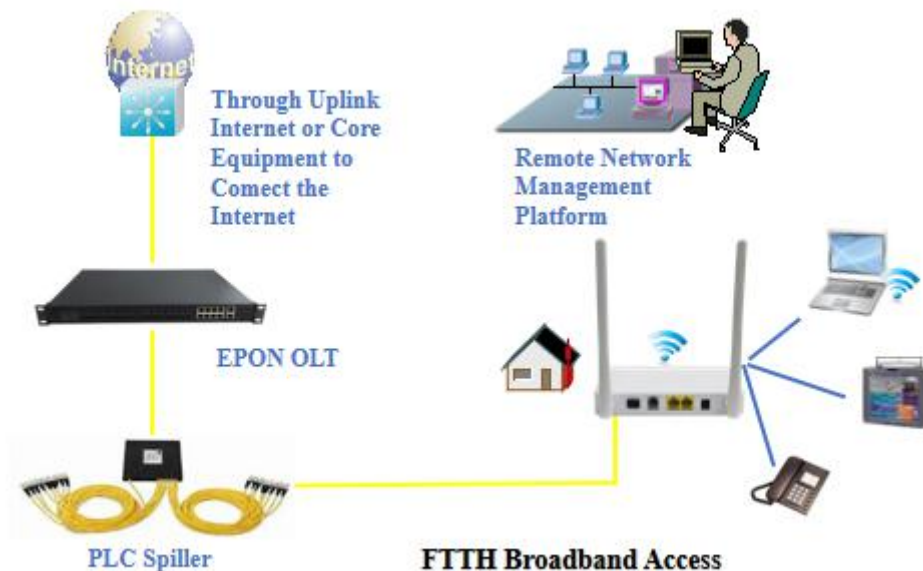 Internet
Through Uplink
Internet or Core
Equipment to
Comect the
Internet
Remote Network
Management
Platform
EPON OLT
PLC Spiller
FTTH Broadband Access